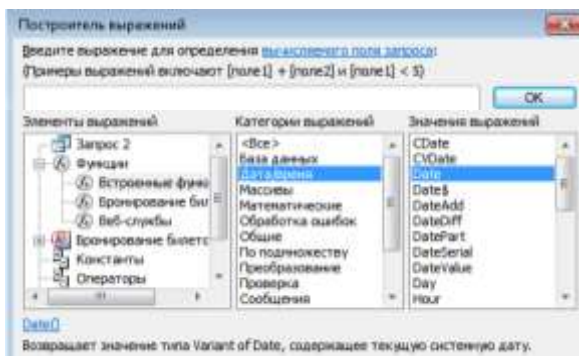 Построитель выражений
Введите выражение для определения вычисляемого поля запроса:
(Примеры выражений включают [поле1] + [поле2] и [поле1] < 5)
ОК
Элементы выражений
Запрос 2
Функции
Встроенные функ
Бронирование бил
Веб-службы
Бронирование билетс
Константы
Операторы
Категории выражений
<Все>
База данных
Дата/время
Массивы
Математические
Обработка ошибок
Общие
По подмножеству
Преобразование
Проверка
Сообщения
Значения выражений
CDate
CVDate
Date
Date$
DateAdd
DateDiff
DatePart
DateSerial
DateValue
Day
Hour
Date()
Возвращает значение типа Variant of Date, содержащее текущую системную дату.